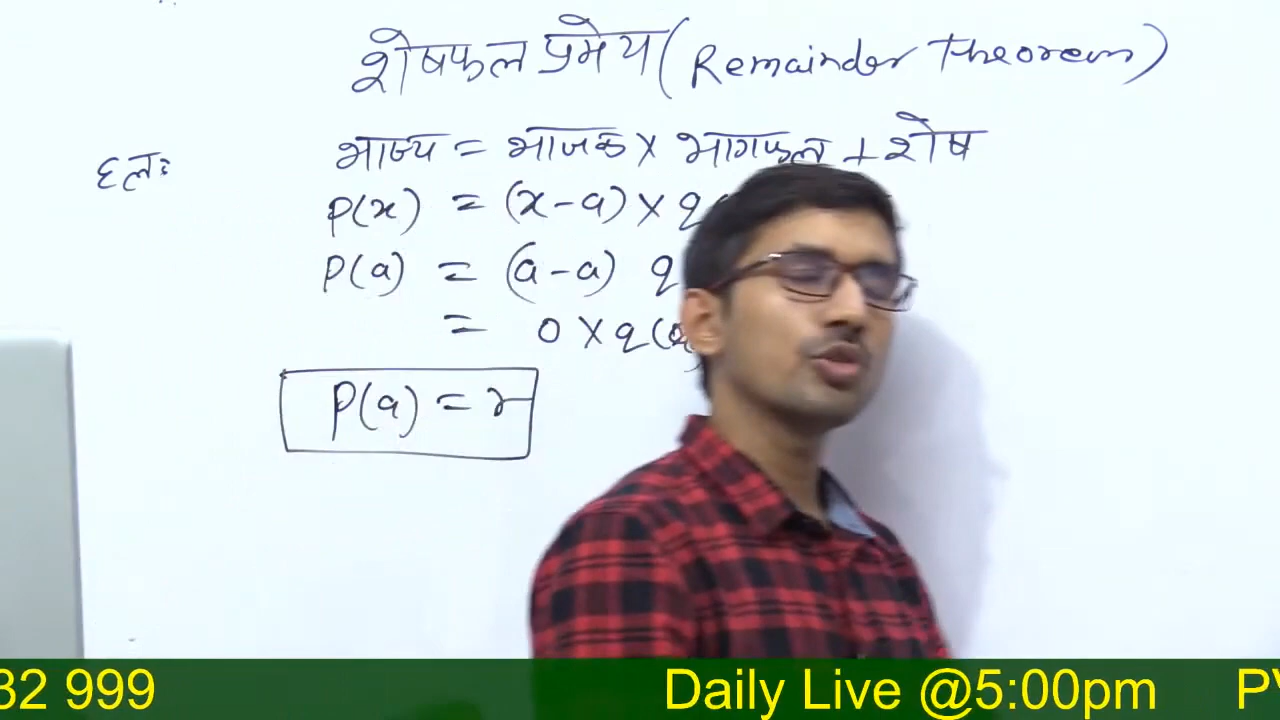 शेषफल प्रमेय (Remainder Theorem)
हलः
भाज्य = भाजक × भागफल + शेष
P(x) = (x-a) × q
P(a) = (a-a) q
= 0 × q(a)
P(a) = r
32 999 Daily Live @5:00pm